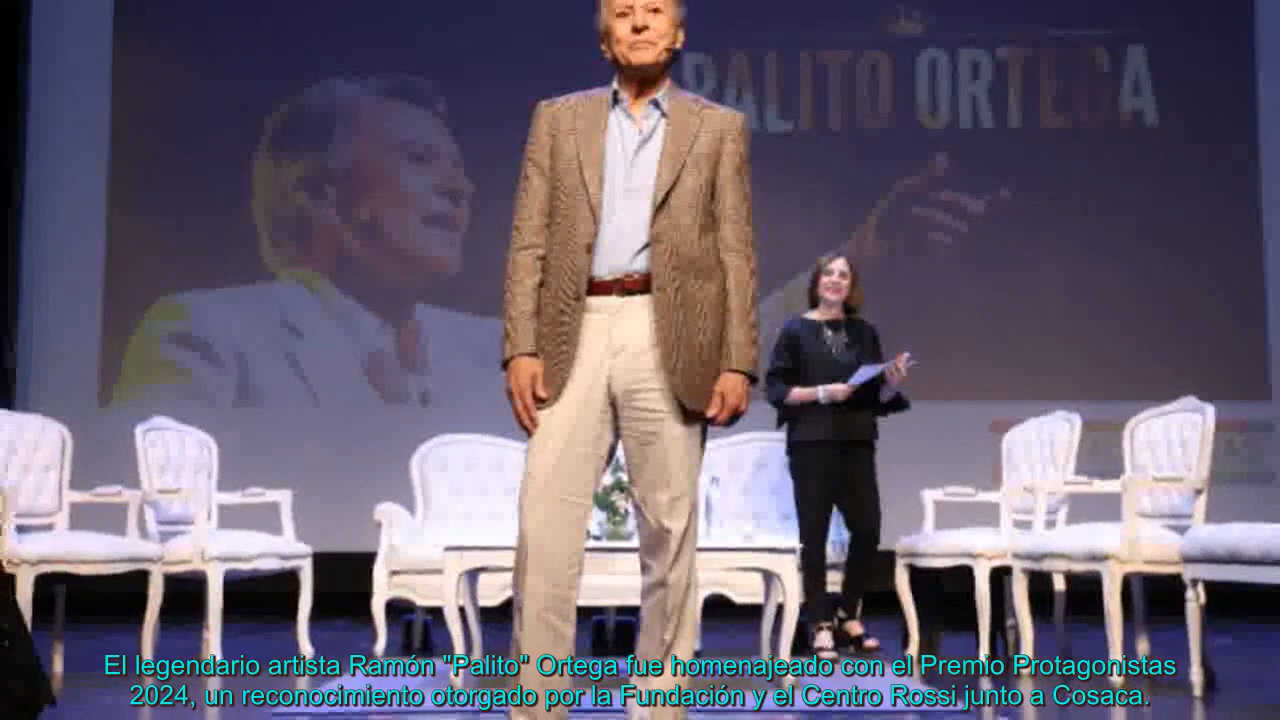 PALITO ORTEGA
El legendario artista Ramón "Palito" Ortega fue homenajeado con el Premio Protagonistas
2024, un reconocimiento otorgado por la Fundación y el Centro Rossi junto a Cosaca.